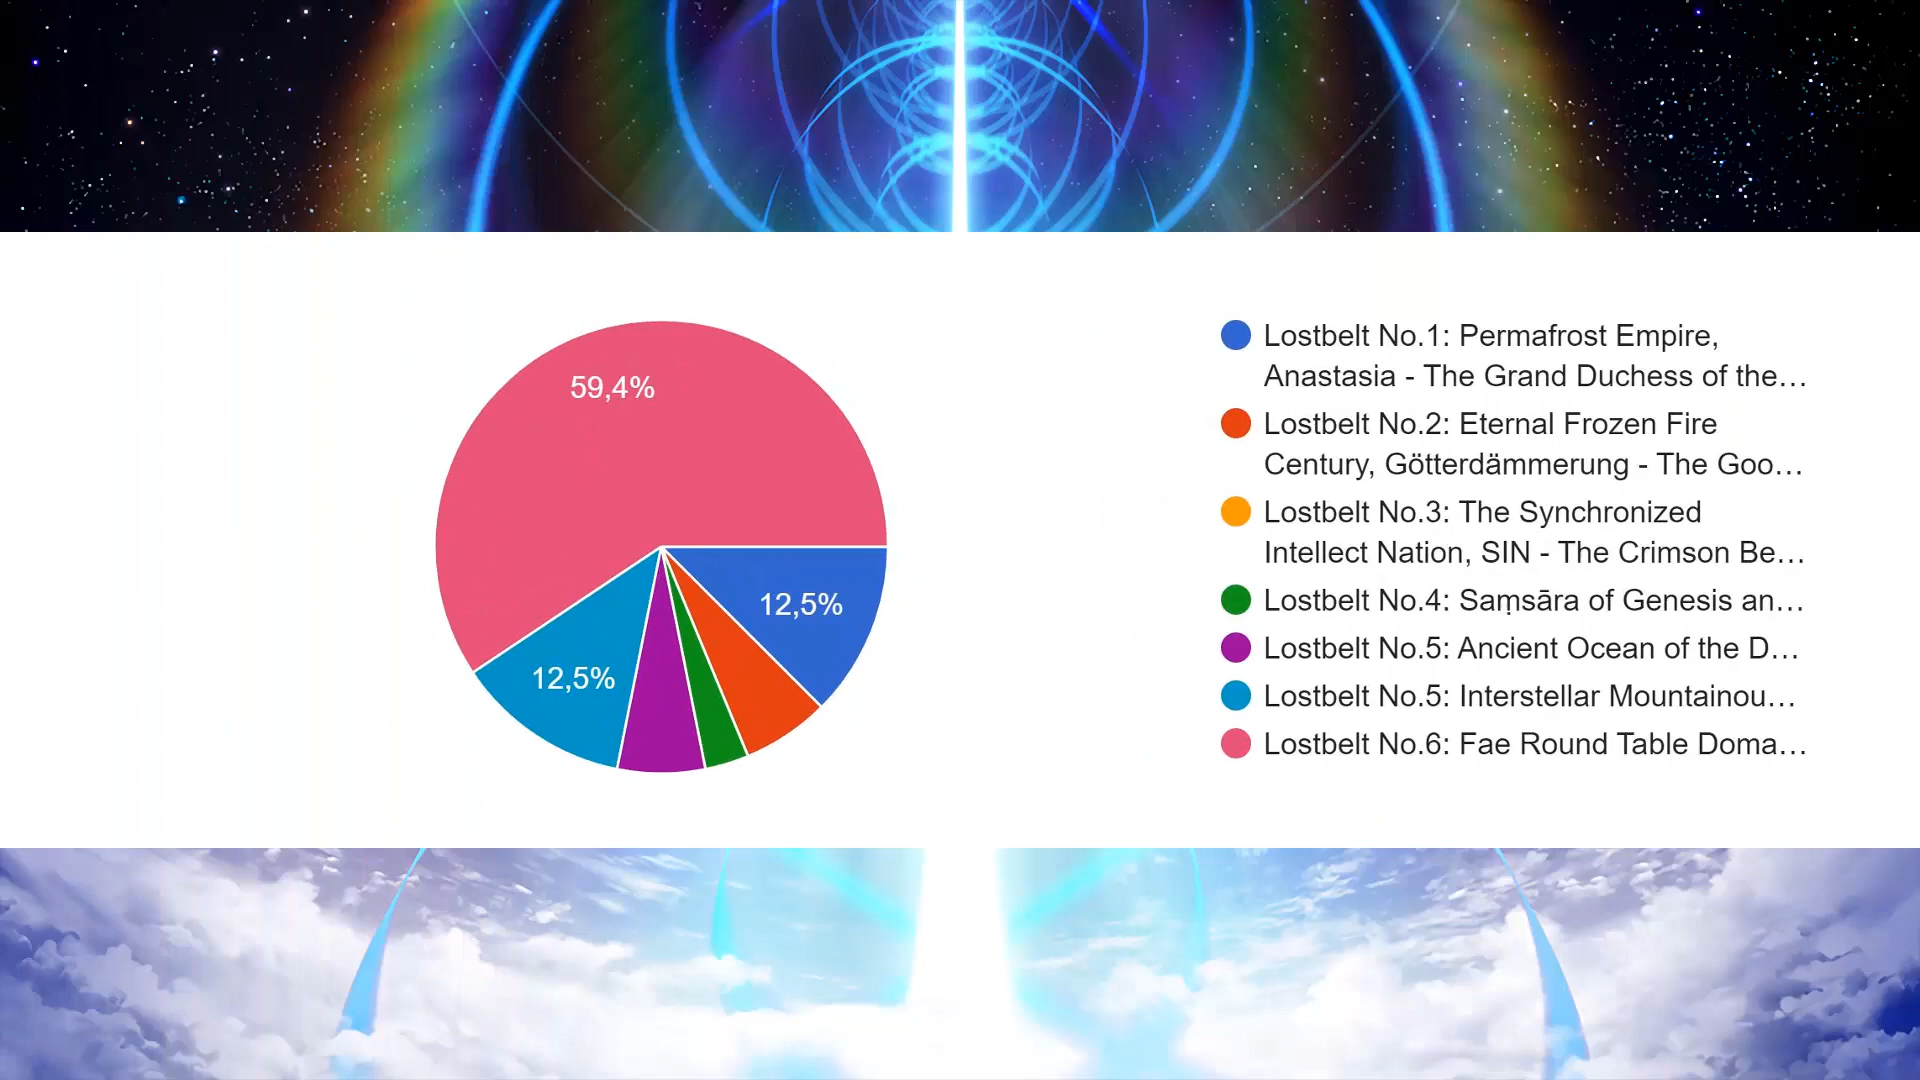 59,4%
12,5%
12,5%
Lostbelt No.1: Permafrost Empire,
Anastasia - The Grand Duchess of the…
Lostbelt No.2: Eternal Frozen Fire
Century, Götterdämmerung - The Goo…
Lostbelt No.3: The Synchronized
Intellect Nation, SIN - The Crimson Be…
Lostbelt No.4: Saṃsāra of Genesis an…
Lostbelt No.5: Ancient Ocean of the D…
Lostbelt No.5: Interstellar Mountainou…
Lostbelt No.6: Fae Round Table Doma…